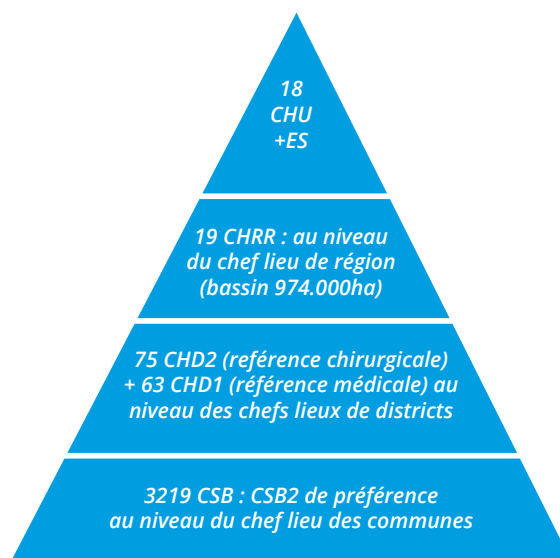 18
CHU
+ES
19 CHRR : au niveau
du chef lieu de région
(bassin 974.000ha)
75 CHD2 (reférence chirurgicale)
+ 63 CHD1 (référence médicale) au
niveau des chefs lieux de districts
3219 CSB : CSB2 de préférence
au niveau du chef lieu des communes